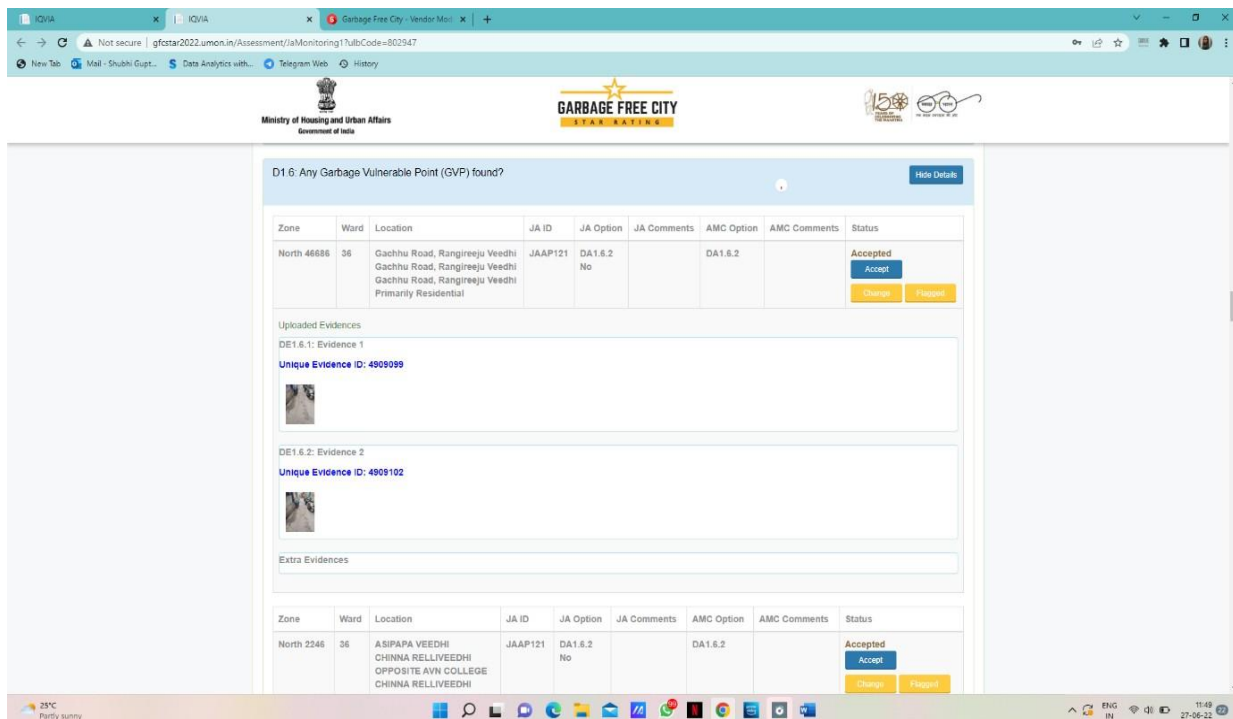 IQVIA
IQVIA
Garbage Free City - Vendor Mod
Not secure | gfcstar2022.umon.in/Assessment/JaMonitoring1?ulbCode=802947
New Tab Mail - Shubhi Gupt... Data Analytics with... Telegram Web History
Ministry of Housing and Urban Affairs
Government of India
GARBAGE FREE CITY
STAR RATING
D1.6: Any Garbage Vulnerable Point (GVP) found?
Hide Details
Zone Ward Location JA ID JA Option JA Comments AMC Option AMC Comments Status
North 46686 36 Gachhu Road, Rangireeju Veedhi JAAP121 DA1.6.2 DA1.6.2 Accepted
Gachhu Road, Rangireeju Veedhi No Accept
Gachhu Road, Rangireeju Veedhi
Primarily Residential Change Flagged
Uploaded Evidences
DE1.6.1: Evidence 1
Unique Evidence ID: 4909099
DE1.6.2: Evidence 2
Unique Evidence ID: 4909102
Extra Evidences
Zone Ward Location JA ID JA Option JA Comments AMC Option AMC Comments Status
North 2246 36 ASIPAPA VEEDHI JAAP121 DA1.6.2 DA1.6.2 Accepted
CHINNA RELLIVEEDHI No Accept
OPPOSITE AVN COLLEGE
CHINNA RELLIVEEDHI Change Flagged
25°C
Partly sunny
ENG
IN
11:49
27-06-22
22